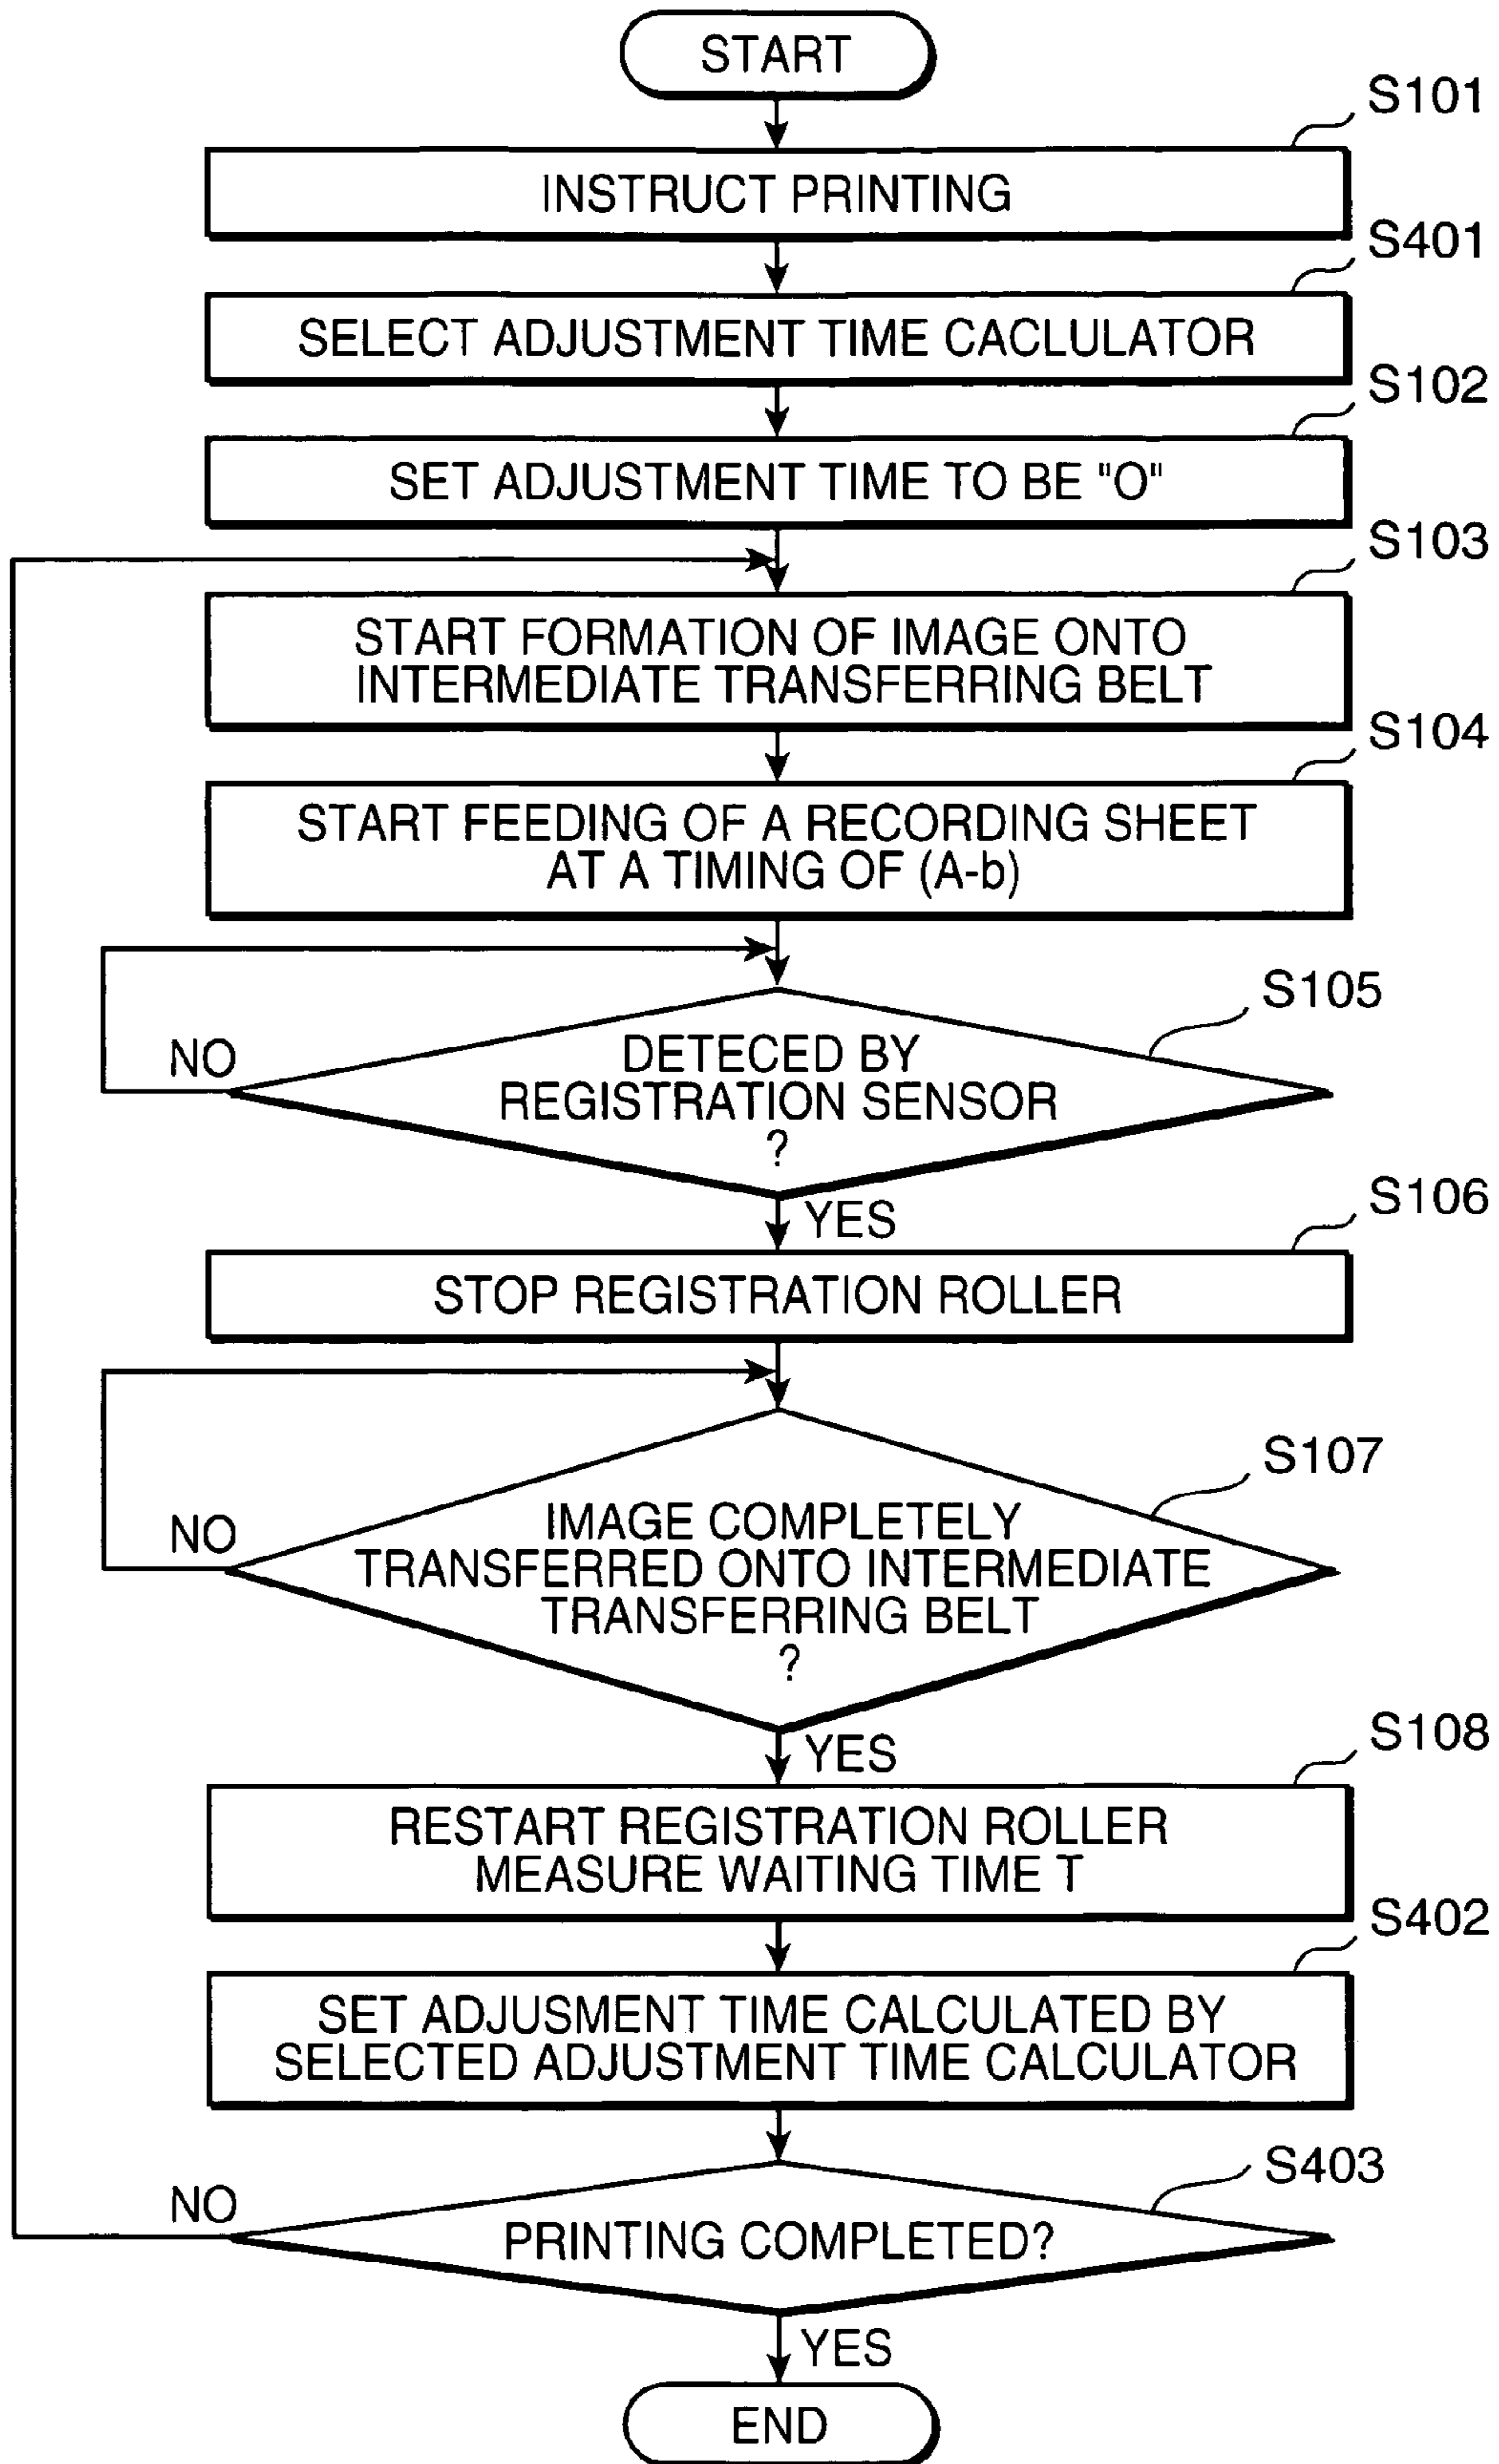 START
S101
INSTRUCT PRINTING
S401
SELECT ADJUSTMENT TIME CACLULATOR
S102
SET ADJUSTMENT TIME TO BE "O"
S103
START FORMATION OF IMAGE ONTO
INTERMEDIATE TRANSFERRING BELT
S104
START FEEDING OF A RECORDING SHEET
AT A TIMING OF (A-b)
S105
NO
DETECED BY
REGISTRATION SENSOR
?
YES
S106
STOP REGISTRATION ROLLER
S107
NO
IMAGE COMPLETELY
TRANSFERRED ONTO INTERMEDIATE
TRANSFERRING BELT
?
YES
S108
RESTART REGISTRATION ROLLER
MEASURE WAITING TIME T
S402
SET ADJUSMENT TIME CALCULATED BY
SELECTED ADJUSTMENT TIME CALCULATOR
S403
NO
PRINTING COMPLETED?
YES
END